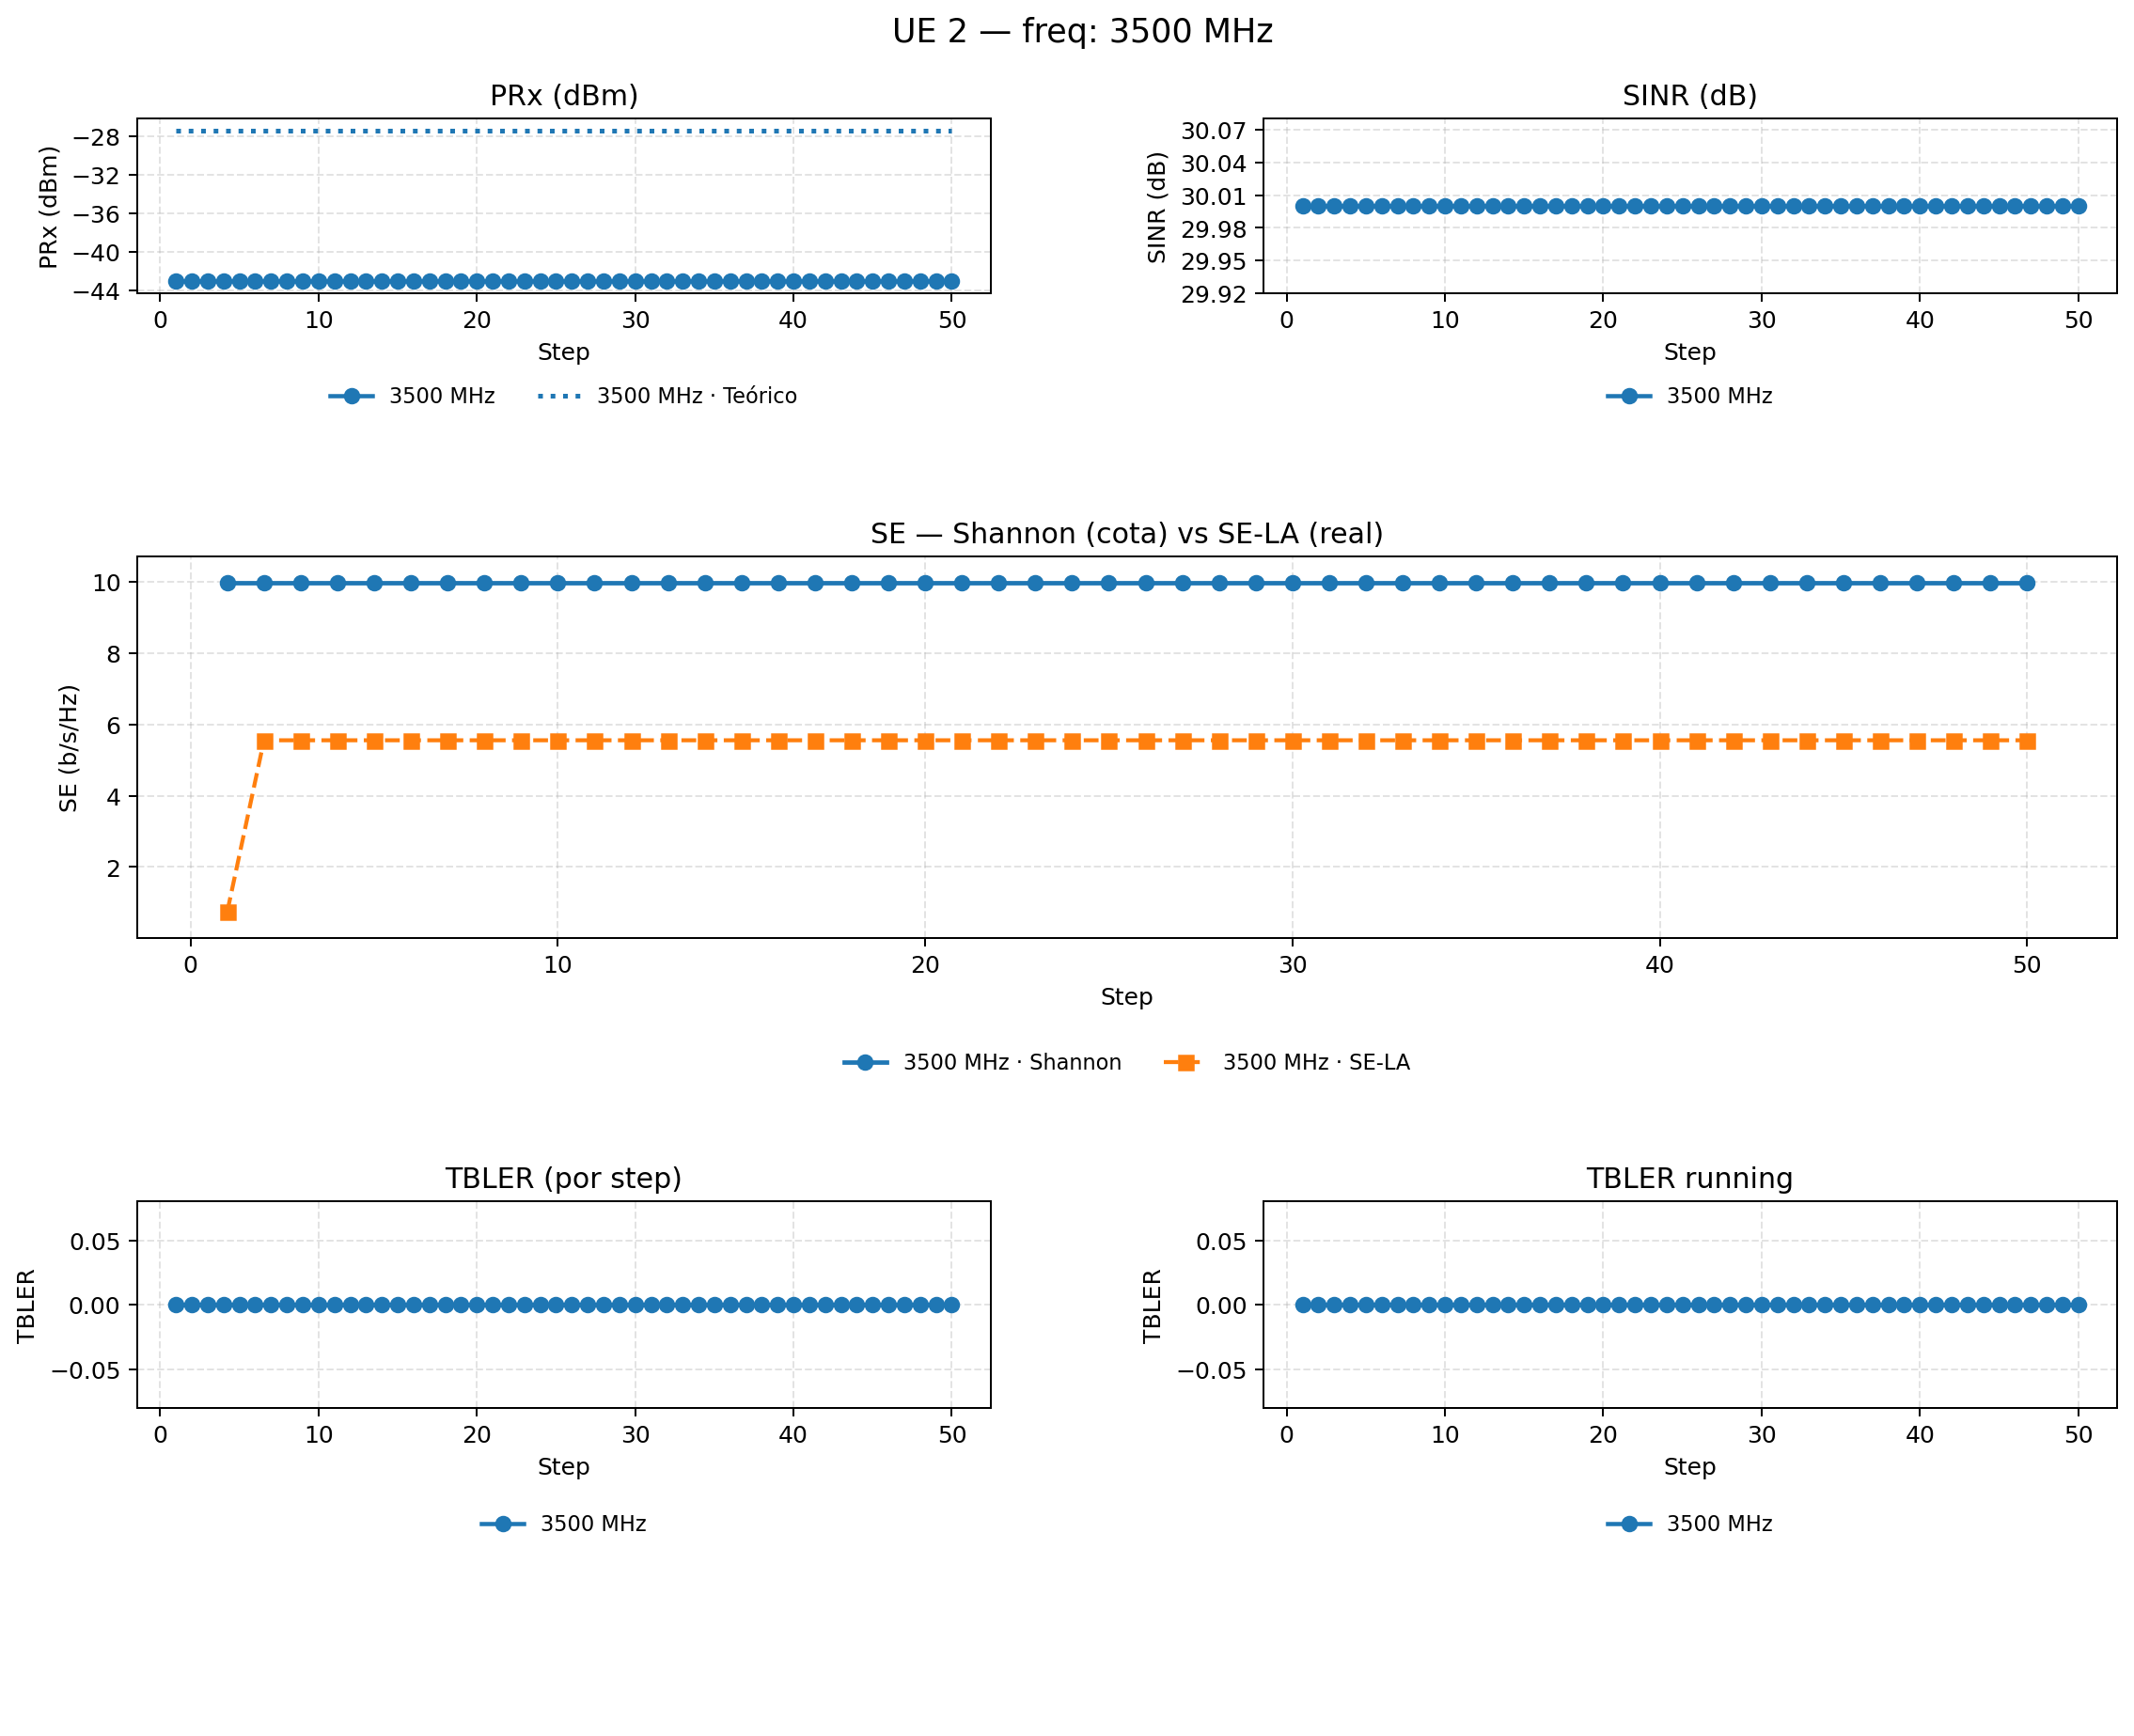 UE 2 — freq: 3500 MHz
PRx (dBm)
PRx (dBm)
−28
−32
−36
−40
−44
0 10 20 30 40 50
Step
3500 MHz 3500 MHz · Teórico
SINR (dB)
SINR (dB)
30.07
30.04
30.01
29.98
29.95
29.92
0 10 20 30 40 50
Step
3500 MHz
SE — Shannon (cota) vs SE-LA (real)
SE (b/s/Hz)
10
8
6
4
2
0 10 20 30 40 50
Step
3500 MHz · Shannon 3500 MHz · SE-LA
TBLER (por step)
TBLER
0.05
0.00
−0.05
0 10 20 30 40 50
Step
3500 MHz
TBLER running
TBLER
0.05
0.00
−0.05
0 10 20 30 40 50
Step
3500 MHz